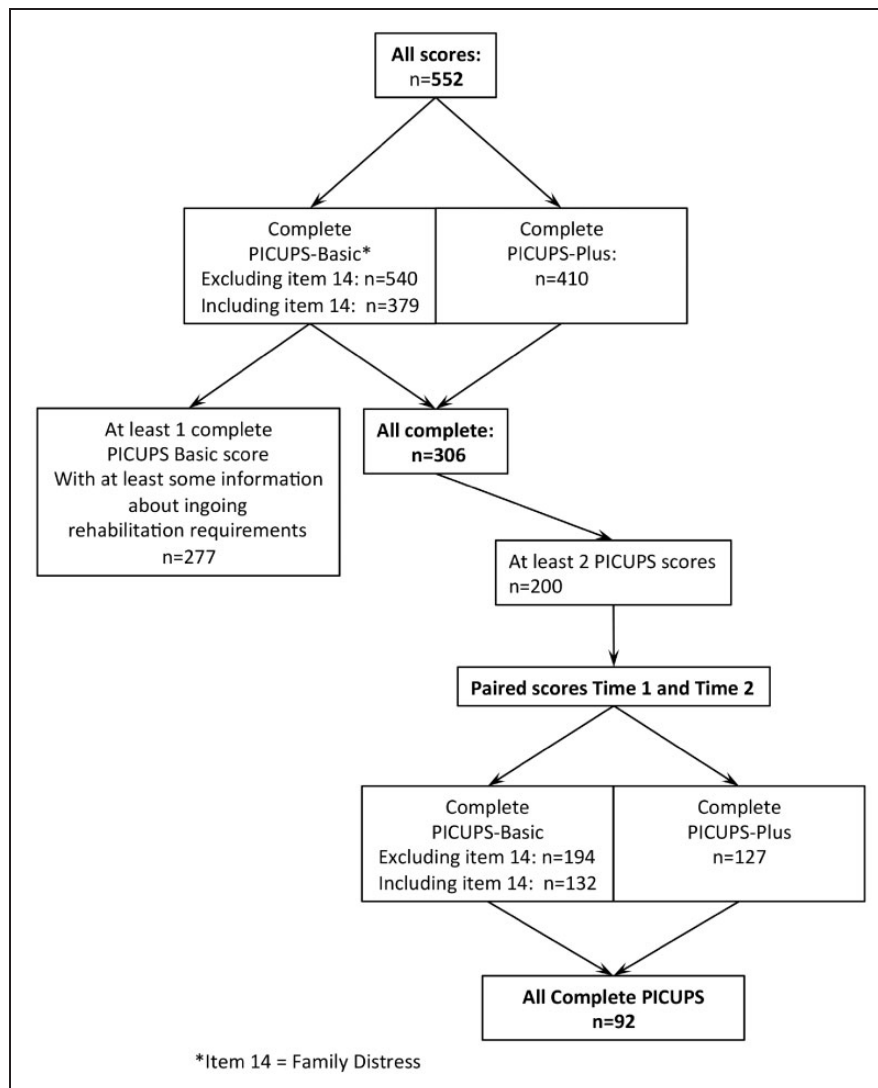 All scores:
n=552
Complete
PICUPS-Basic*
Excluding item 14: n=540
Including item 14: n=379
Complete
PICUPS-Plus:
n=410
At least 1 complete
PICUPS Basic score
With at least some information
about ingoing
rehabilitation requirements
n=277
All complete:
n=306
At least 2 PICUPS scores
n=200
Paired scores Time 1 and Time 2
Complete
PICUPS-Basic
Excluding item 14: n=194
Including item 14: n=132
Complete
PICUPS-Plus
n=127
All Complete PICUPS
n=92
*Item 14 = Family Distress